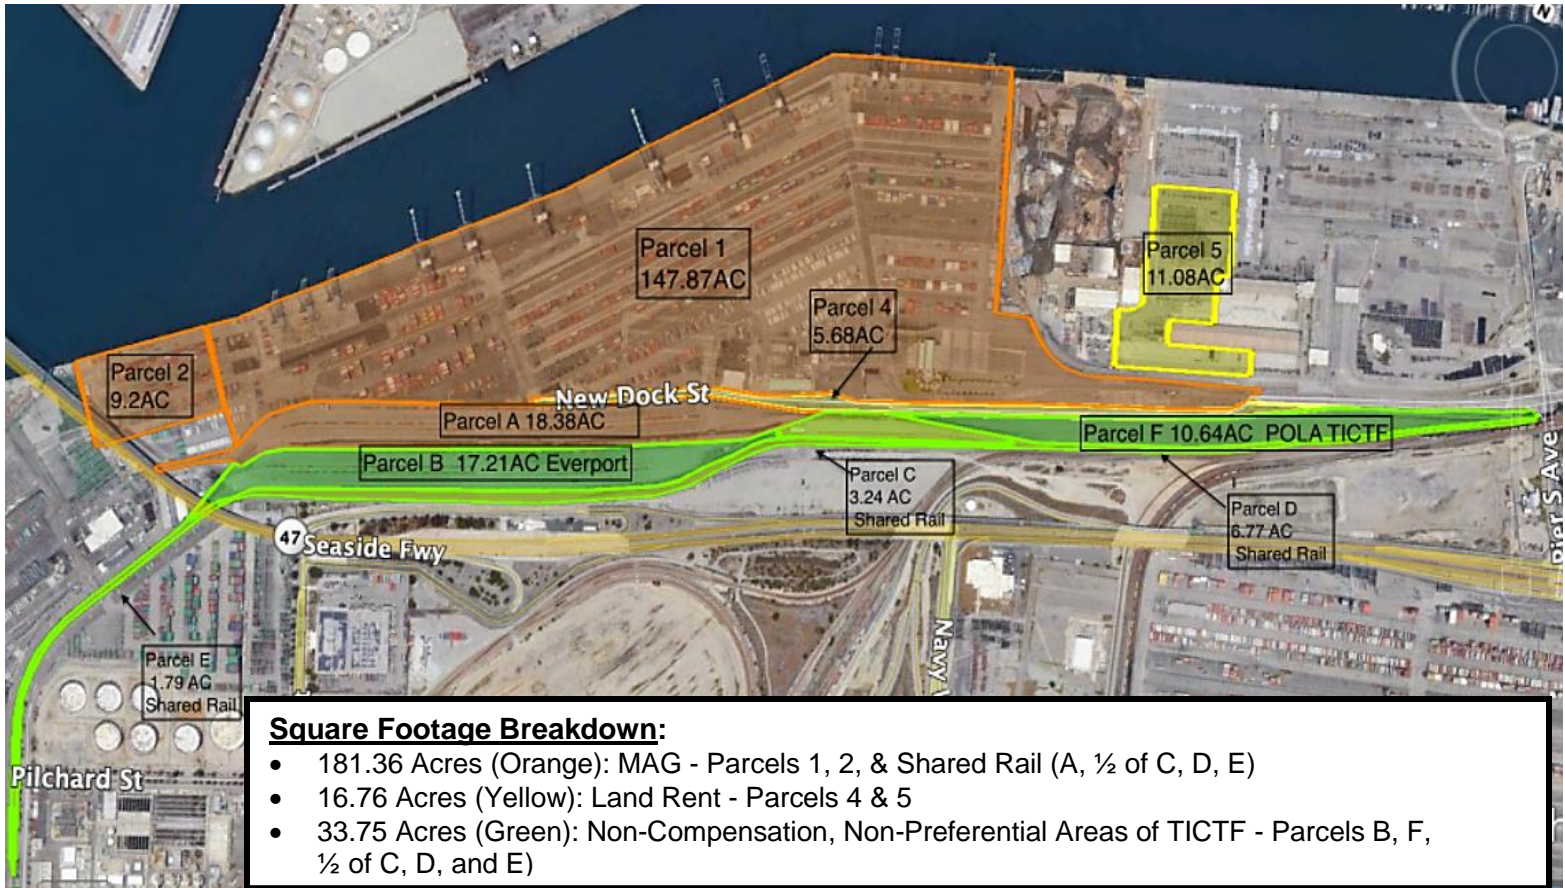 N
Parcel 1
147.87AC
Parcel 5
11.08AC
Parcel 4
5.68AC
Parcel 2
9.2AC
New Dock St
Parcel A 18.38AC
Parcel F 10.64AC POLA TICTF
Parcel B 17.21AC Everport
Parcel C
3.24 AC
Shared Rail
Parcel D
6.77 AC
Shared Rail
Pier S Ave
47
Seaside Fwy
Navy
Parcel E
1.79 AC
Shared Rail
Pilchard St
Square Footage Breakdown:
• 181.36 Acres (Orange): MAG - Parcels 1, 2, & Shared Rail (A, ½ of C, D, E)
• 16.76 Acres (Yellow): Land Rent - Parcels 4 & 5
• 33.75 Acres (Green): Non-Compensation, Non-Preferential Areas of TICTF - Parcels B, F,
½ of C, D, and E)